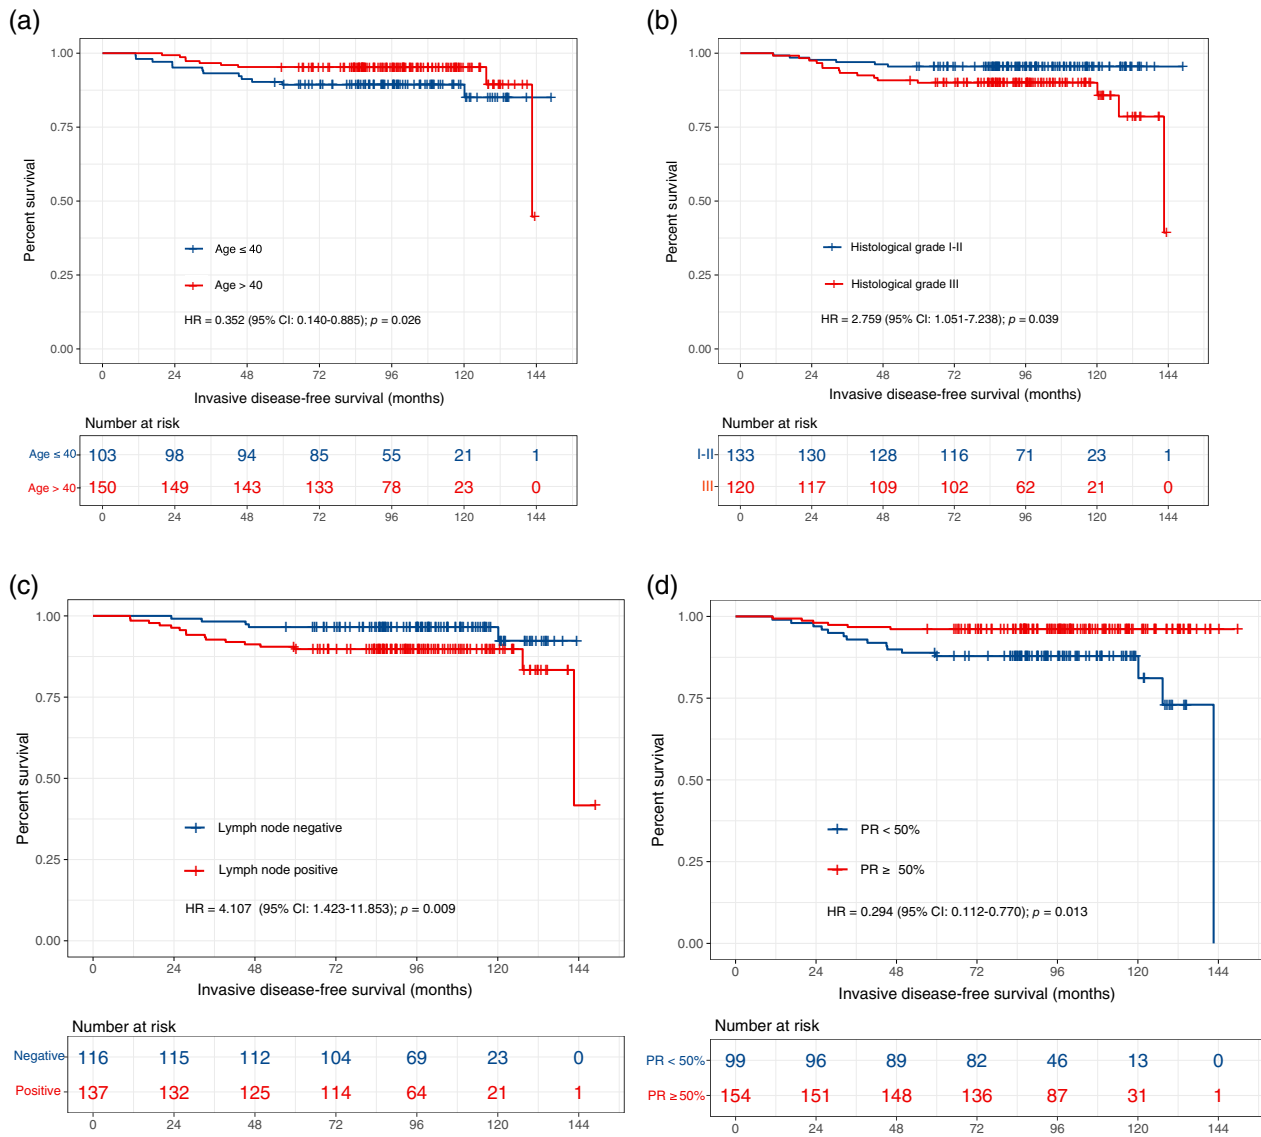 (a)
1.00
0.75
0.50
0.25
0.00
Percent survival
Age ≤ 40
Age > 40
HR = 0.352 (95% CI: 0.140-0.885); p = 0.026
0 24 48 72 96 120 144
Invasive disease-free survival (months)
Number at risk
Age ≤ 40 103 98 94 85 55 21 1
Age > 40 150 149 143 133 78 23 0
0 24 48 72 96 120 144
(b)
1.00
0.75
0.50
0.25
0.00
Percent survival
Histological grade I-II
Histological grade III
HR = 2.759 (95% CI: 1.051-7.238); p = 0.039
0 24 48 72 96 120 144
Invasive disease-free survival (months)
Number at risk
I-II 133 130 128 116 71 23 1
III 120 117 109 102 62 21 0
0 24 48 72 96 120 144
(c)
1.00
0.75
0.50
0.25
0.00
Percent survival
Lymph node negative
Lymph node positive
HR = 4.107 (95% CI: 1.423-11.853); p = 0.009
0 24 48 72 96 120 144
Invasive disease-free survival (months)
Number at risk
Negative 116 115 112 104 69 23 0
Positive 137 132 125 114 64 21 1
0 24 48 72 96 120 144
(d)
1.00
0.75
0.50
0.25
0.00
Percent survival
PR < 50%
PR ≥ 50%
HR = 0.294 (95% CI: 0.112-0.770); p = 0.013
0 24 48 72 96 120 144
Invasive disease-free survival (months)
Number at risk
PR < 50% 99 96 89 82 46 13 0
PR ≥ 50% 154 151 148 136 87 31 1
0 24 48 72 96 120 144